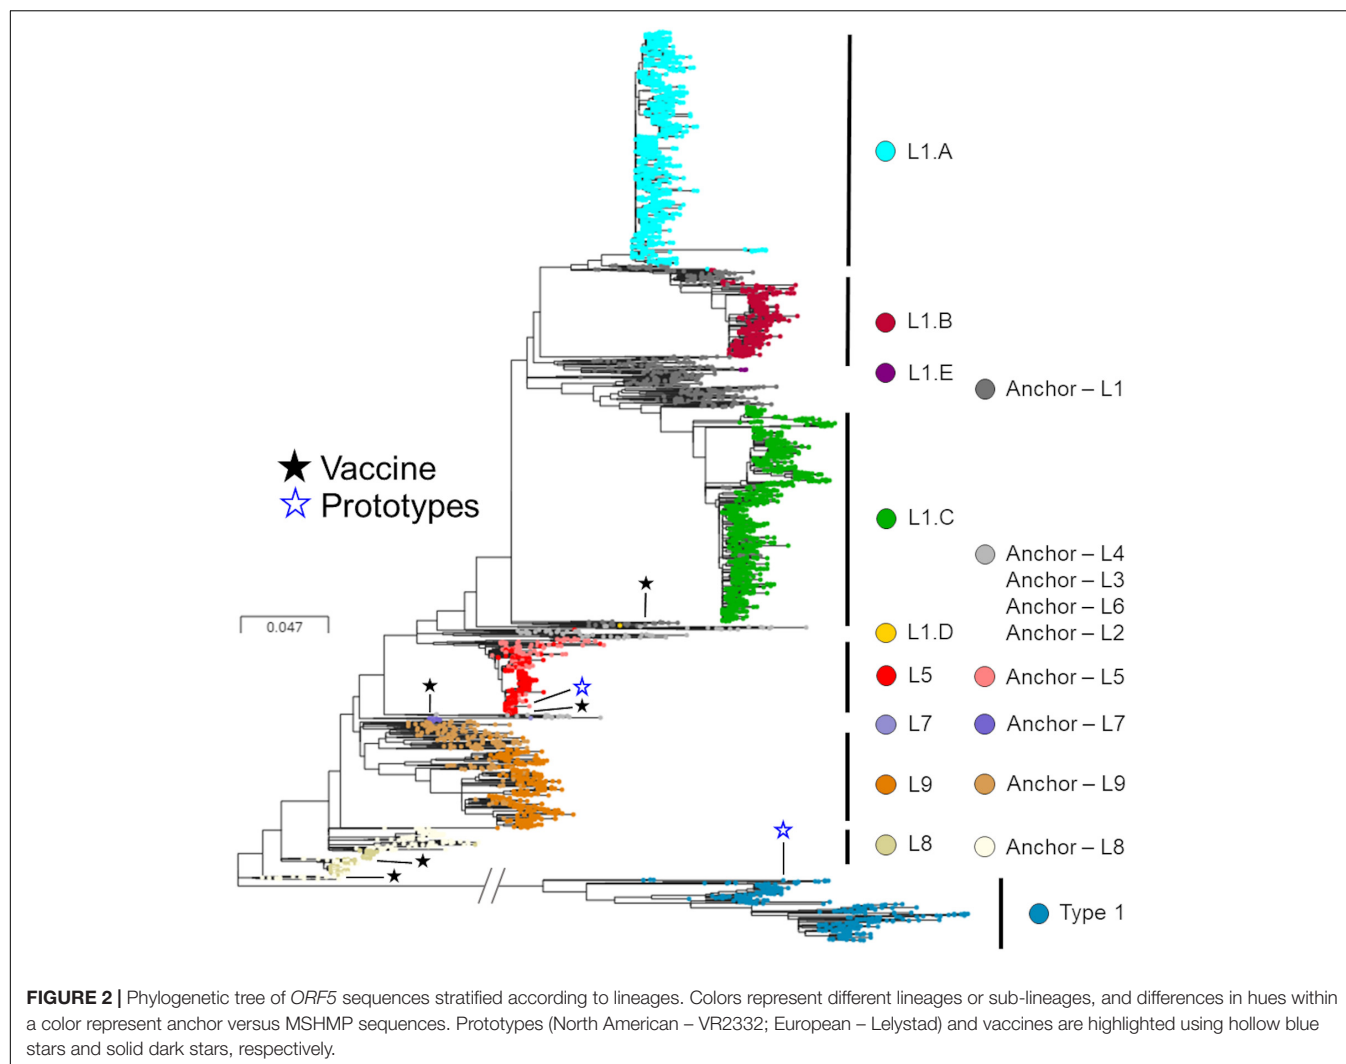 L1.A
L1.B
L1.E
Anchor – L1
★ Vaccine
☆ Prototypes
L1.C
Anchor – L4
Anchor – L3
Anchor – L6
0.047
L1.D
Anchor – L2
L5
Anchor – L5
L7
Anchor – L7
L9
Anchor – L9
L8
Anchor – L8
Type 1
FIGURE 2 | Phylogenetic tree of ORF5 sequences stratified according to lineages. Colors represent different lineages or sub-lineages, and differences in hues within
a color represent anchor versus MSHMP sequences. Prototypes (North American – VR2332; European – Lelystad) and vaccines are highlighted using hollow blue
stars and solid dark stars, respectively.